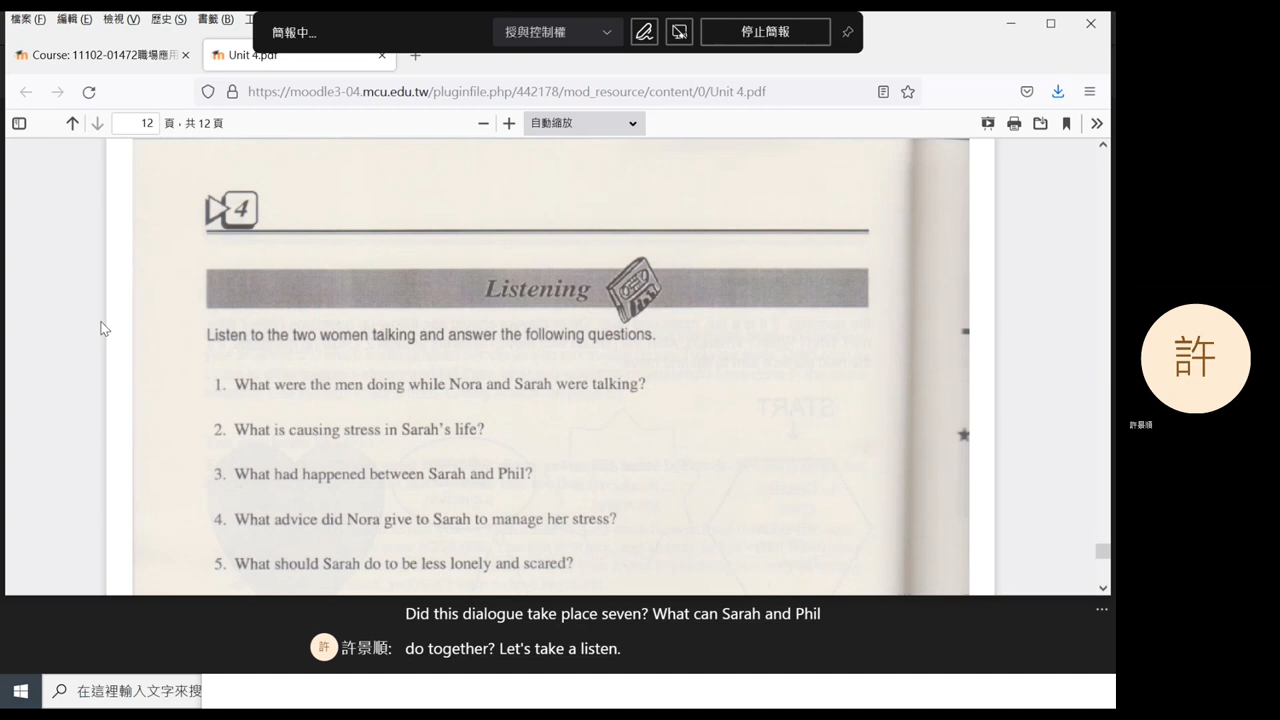 檔案(F) 編輯(E) 檢視(V) 歷史(S) 書籤(B)
簡報中...
授與控制權
停止簡報
Course: 11102-01472職場應用
Unit 4.pdf
https://moodle3-04.mcu.edu.tw/pluginfile.php/442178/mod_resource/content/0/Unit 4.pdf
12 頁，共 12 頁
自動縮放
4
Listening
Listen to the two women talking and answer the following questions.
1. What were the men doing while Nora and Sarah were talking?
2. What is causing stress in Sarah's life?
3. What had happened between Sarah and Phil?
4. What advice did Nora give to Sarah to manage her stress?
5. What should Sarah do to be less lonely and scared?
許
許景順
Did this dialogue take place seven? What can Sarah and Phil
許 許景順: do together? Let's take a listen.
在這裡輸入文字來搜